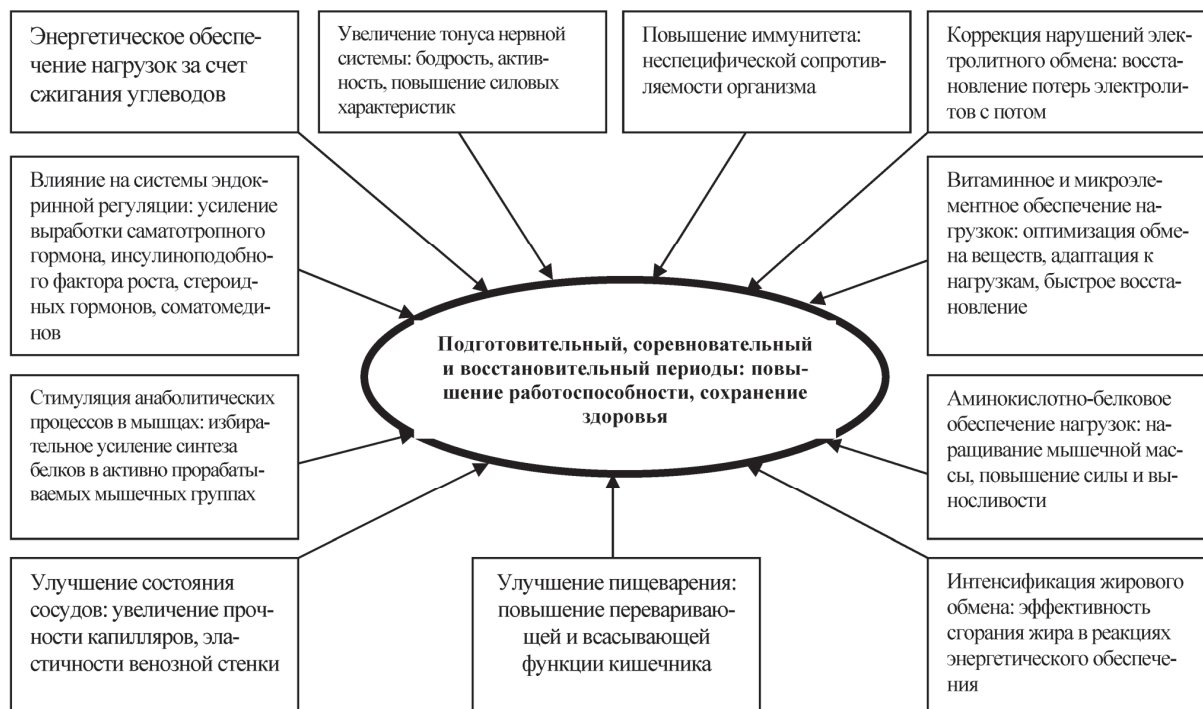 Энергетическое обеспе-
чение нагрузок за счет
сжигания углеводов
Увеличение тонуса нервной
системы: бодрость, актив-
ность, повышение силовых
характеристик
Повышение иммунитета:
неспецифической сопротив-
ляемости организма
Коррекция нарушений элек-
тролитного обмена: восста-
новление потерь электроли-
тов с потом
Влияние на системы эндок-
ринной регуляции: усиление
выработки саматотропного
гормона, инсулиноподобно-
го фактора роста, стероид-
ных гормонов, соматомеди-
нов
Витаминное и микроэле-
ментное обеспечение на-
грузкок: оптимизация обме-
на веществ, адаптация к
нагрузкам, быстрое восста-
новление
Подготовительный, соревновательный
и восстановительный периоды: повы-
шение работоспособности, сохранение
здоровья
Стимуляция анаболитических
процессов в мышцах: избира-
тельное усиление синтеза
белков в активно прорабаты-
ваемых мышечных группах
Аминокислотно-белковое
обеспечение нагрузок: на-
ращивание мышечной мас-
сы, повышение силы и вы-
носливости
Улучшение состояния
сосудов: увеличение проч-
ности капилляров, эла-
стичности венозной стенки
Улучшение пищеварения:
повышение переваривaю-
щей и всасывающей
функции кишечника
Интенсификация жирового
обмена: эффективность
сгорания жира в реакциях
энергетического обеспече-
ния